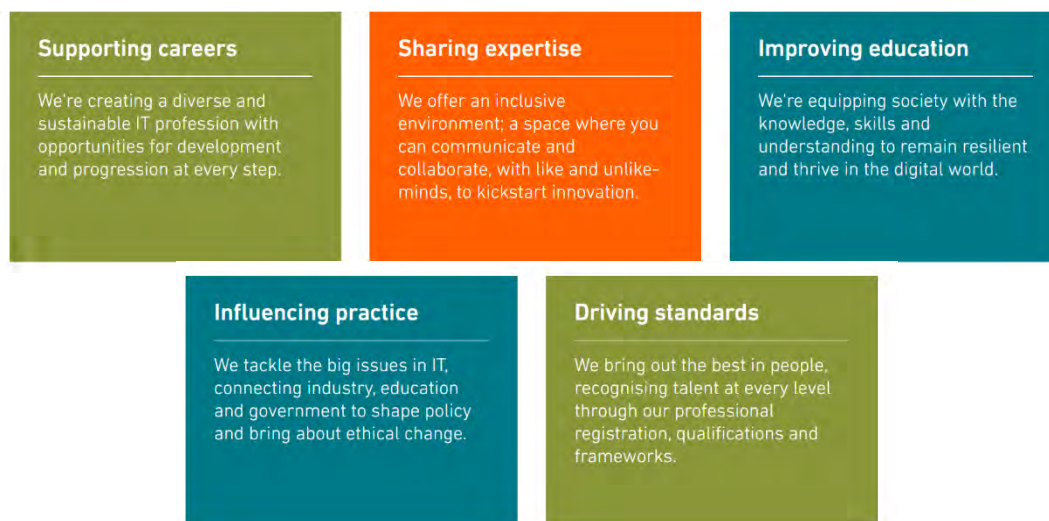 Supporting careers
We're creating a diverse and
sustainable IT profession with
opportunities for development
and progression at every step.
Sharing expertise
We offer an inclusive
environment; a space where you
can communicate and
collaborate, with like and unlike-
minds, to kickstart innovation.
Improving education
We're equipping society with the
knowledge, skills and
understanding to remain resilient
and thrive in the digital world.
Influencing practice
We tackle the big issues in IT,
connecting industry, education
and government to shape policy
and bring about ethical change.
Driving standards
We bring out the best in people,
recognising talent at every level
through our professional
registration, qualifications and
frameworks.